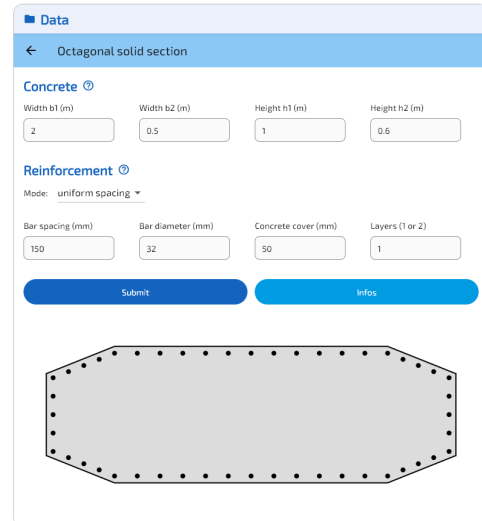 Data
Octagonal solid section
Concrete
Width b1 (m) Width b2 (m) Height h1 (m) Height h2 (m)
2 0.5 1 0.6
Reinforcement
Mode: uniform spacing
Bar spacing (mm) Bar diameter (mm) Concrete cover (mm) Layers (1 or 2)
150 32 50 1
Submit Infos